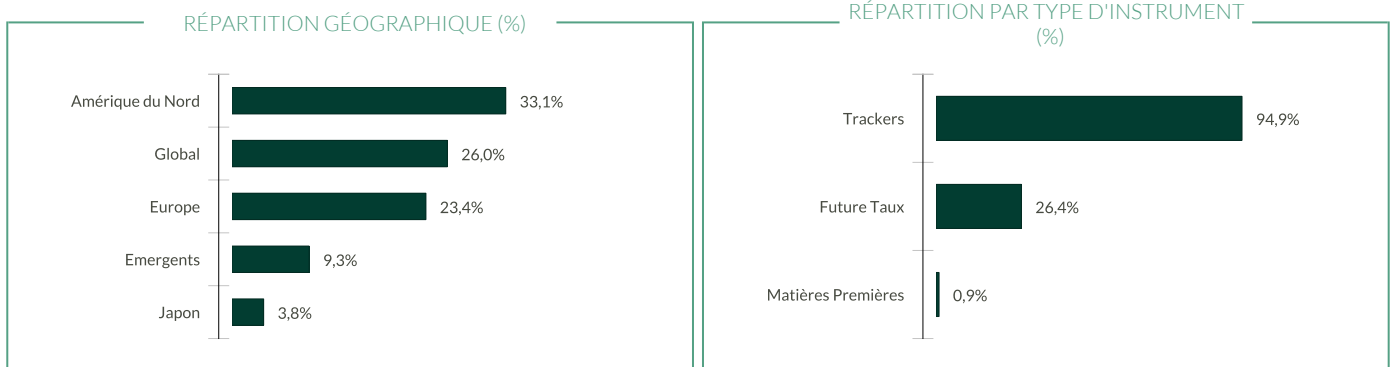 RÉPARTITION GÉOGRAPHIQUE (%)
Amérique du Nord 33,1%
Global 26,0%
Europe 23,4%
Emergents 9,3%
Japon 3,8%
RÉPARTITION PAR TYPE D'INSTRUMENT
(%)
Trackers 94,9%
Future Taux 26,4%
Matières Premières 0,9%